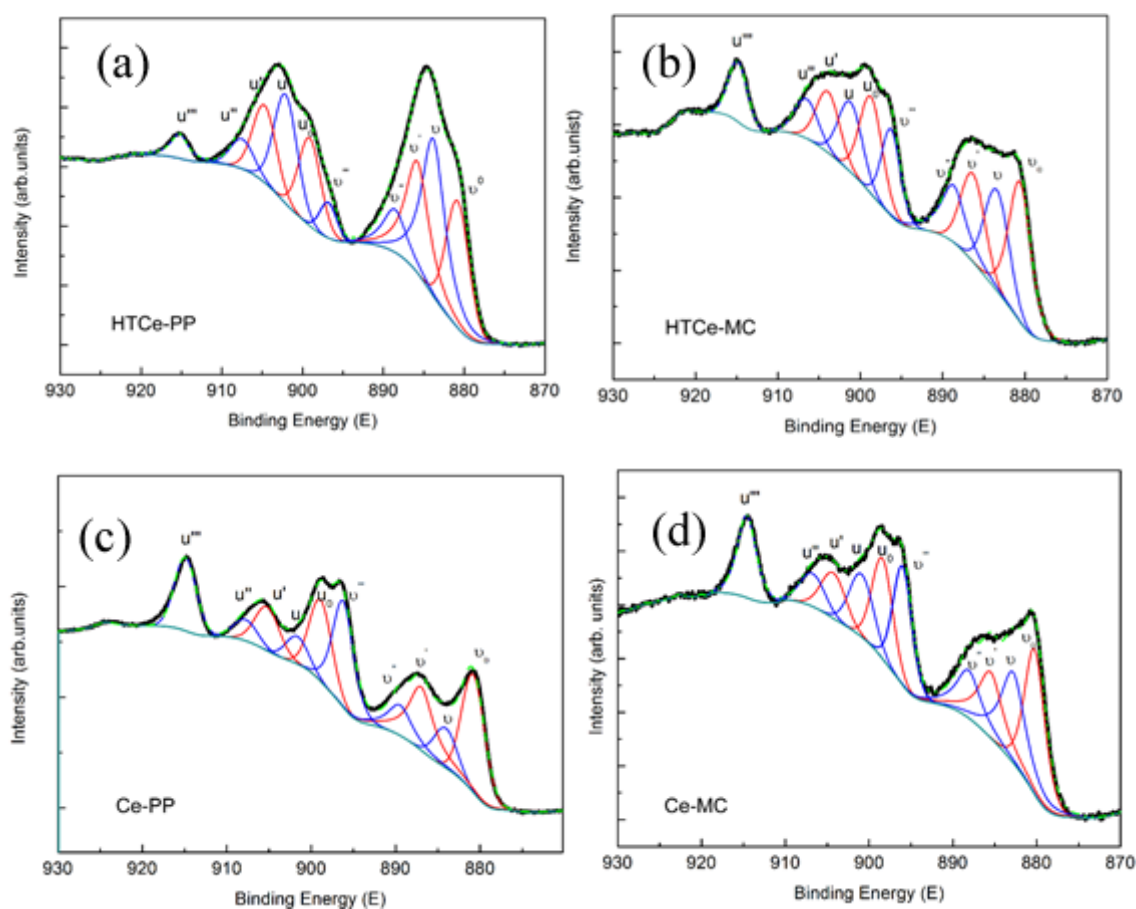 (a)
u'''
u''
u'
u
u₀
υ'''
υ''
υ'
υ
υ₀
HTCe-PP
Intensity (arb.units)
930 920 910 900 890 880 870
Binding Energy (E)
(b)
u'''
u''
u'
u
u₀
υ'''
υ''
υ'
υ
υ₀
HTCe-MC
Intensity (arb.unist)
930 920 910 900 890 880 870
Binding Energy (E)
(c)
u'''
u''
u'
u
u₀
υ'''
υ''
υ'
υ
υ₀
Ce-PP
Intensity (arb.units)
930 920 910 900 890 880
Binding Energy (E)
(d)
u'''
u''
u'
u
u₀
υ'''
υ''
υ'
υ
υ₀
Ce-MC
Intensity (arb. units)
930 920 910 900 890 880 870
Binding Energy (E)